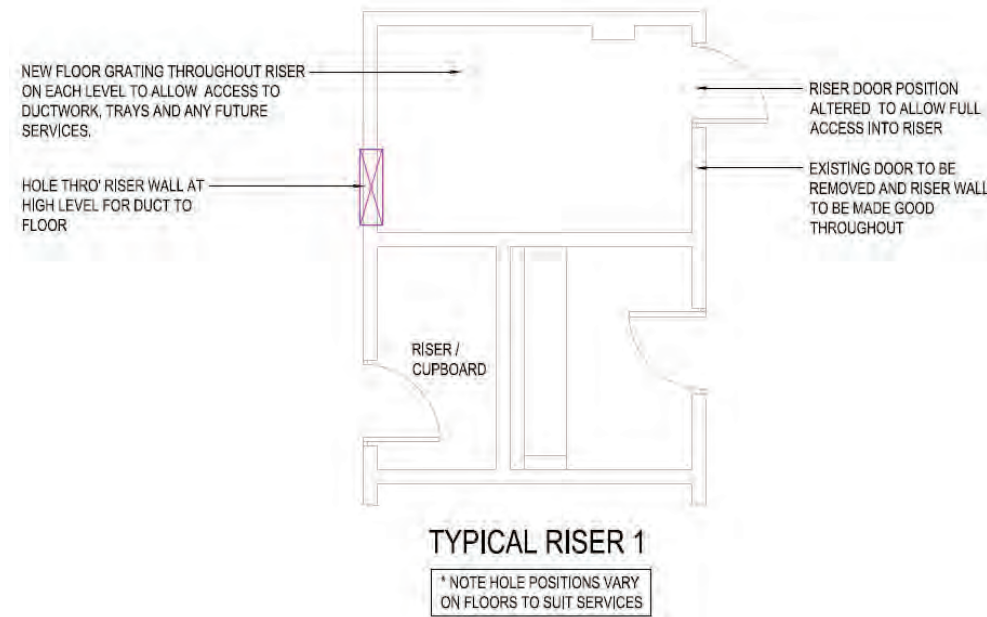 NEW FLOOR GRATING THROUGHOUT RISER
ON EACH LEVEL TO ALLOW ACCESS TO
DUCTWORK, TRAYS AND ANY FUTURE
SERVICES.
HOLE THRO' RISER WALL AT
HIGH LEVEL FOR DUCT TO
FLOOR
RISER DOOR POSITION
ALTERED TO ALLOW FULL
ACCESS INTO RISER
EXISTING DOOR TO BE
REMOVED AND RISER WALL
TO BE MADE GOOD
THROUGHOUT
RISER /
CUPBOARD
TYPICAL RISER 1
* NOTE HOLE POSITIONS VARY
ON FLOORS TO SUIT SERVICES